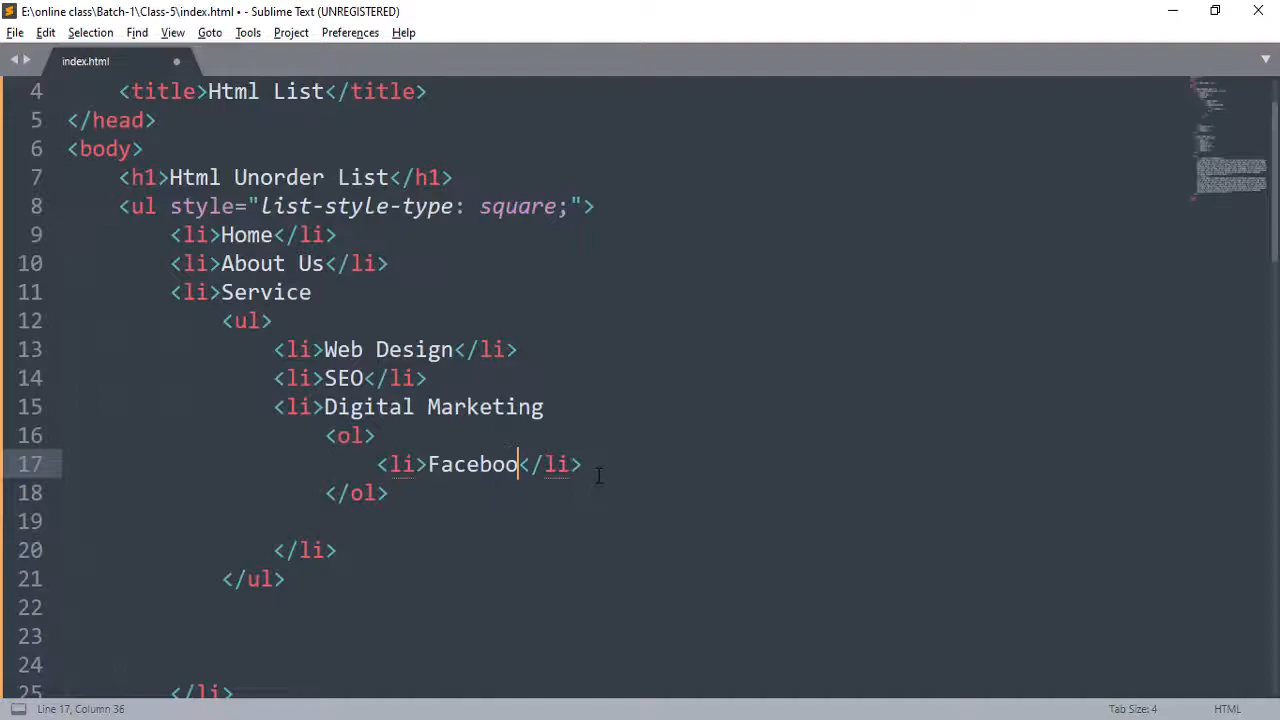 E:\online class\Batch-1\Class-5\index.html • - Sublime Text (UNREGISTERED)
File Edit Selection Find View Goto Tools Project Preferences Help
index.html
4 <title>Html List</title>
5 </head>
6 <body>
7 <h1>Html Unorder List</h1>
8 <ul style="list-style-type: square;">
9 <li>Home</li>
10 <li>About Us</li>
11 <li>Service
12 <ul>
13 <li>Web Design</li>
14 <li>SEO</li>
15 <li>Digital Marketing
16 <ol>
17 <li>Faceboo</li>
18 </ol>
19
20 </li>
21 </ul>
22
23
24
25 </li>
Line 17, Column 36 Tab Size: 4 HTML